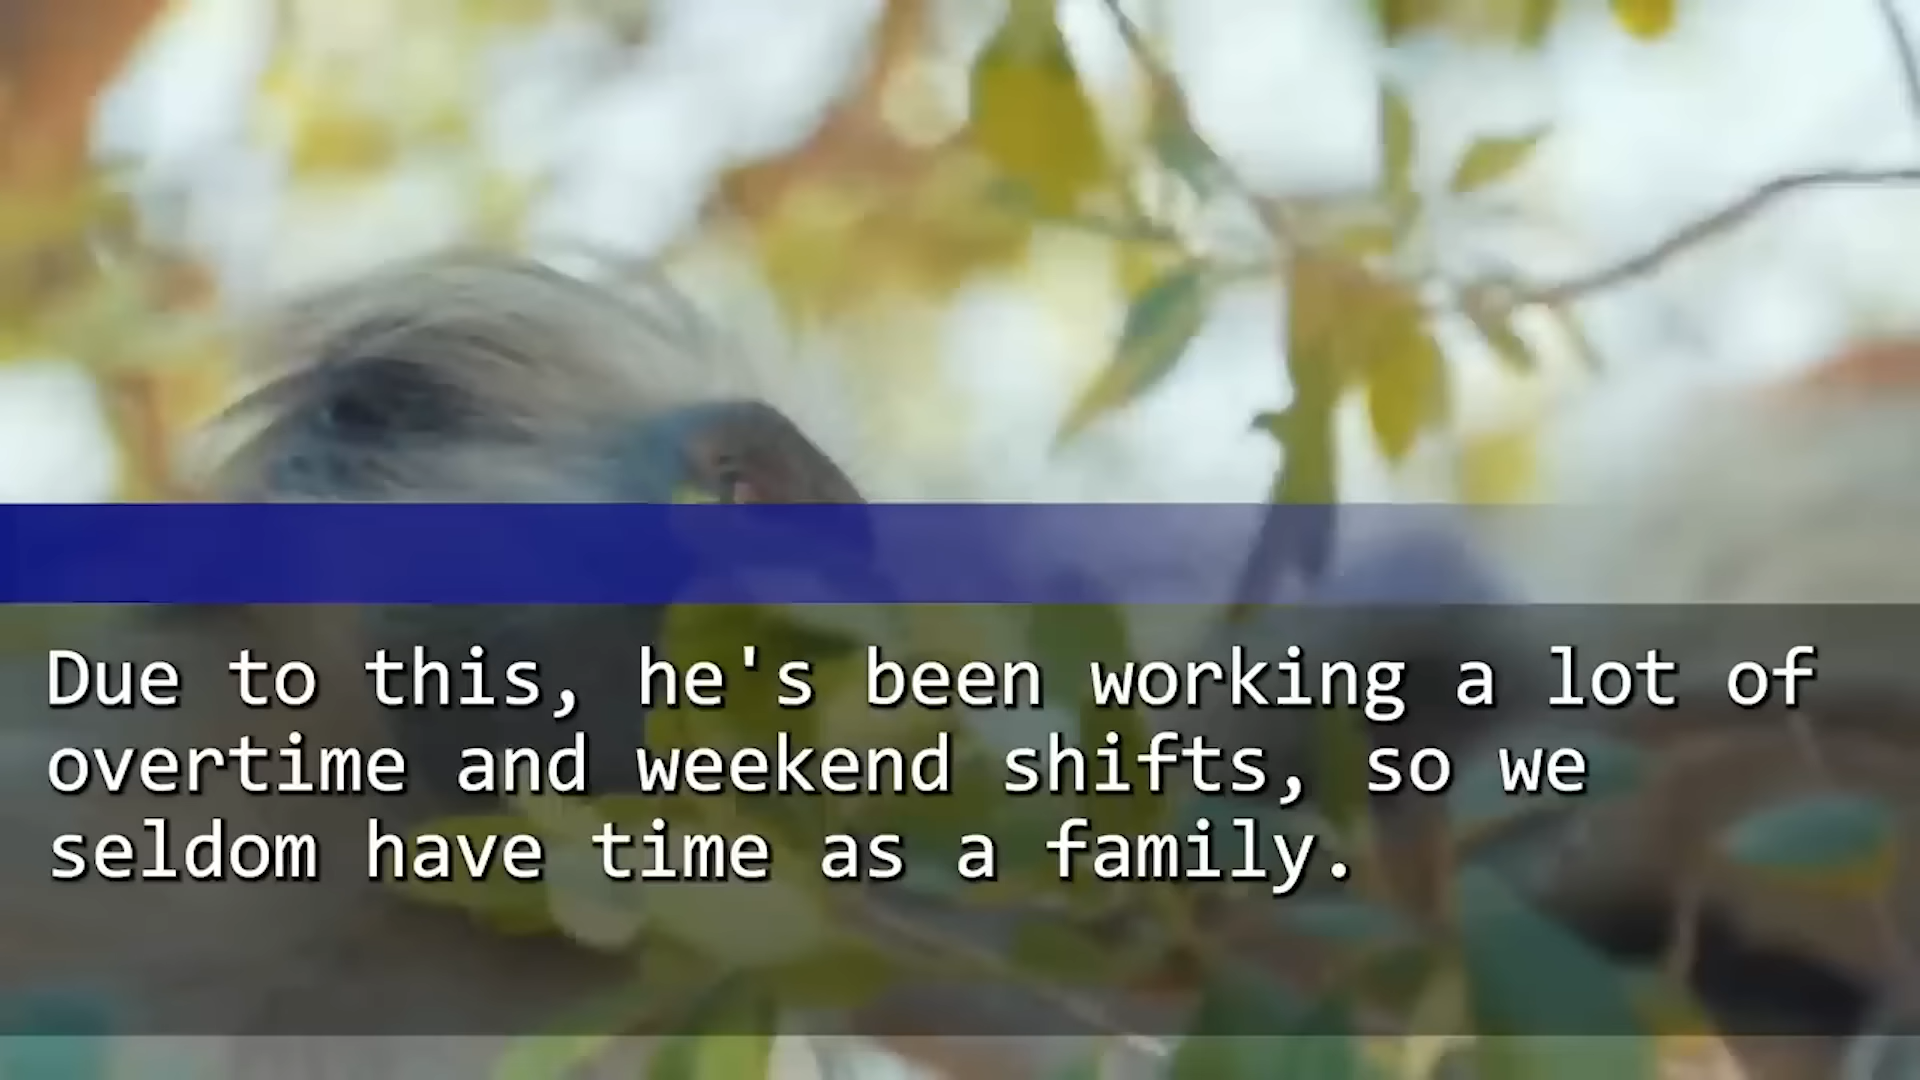 Due to this, he's been working a lot of
overtime and weekend shifts, so we
seldom have time as a family.